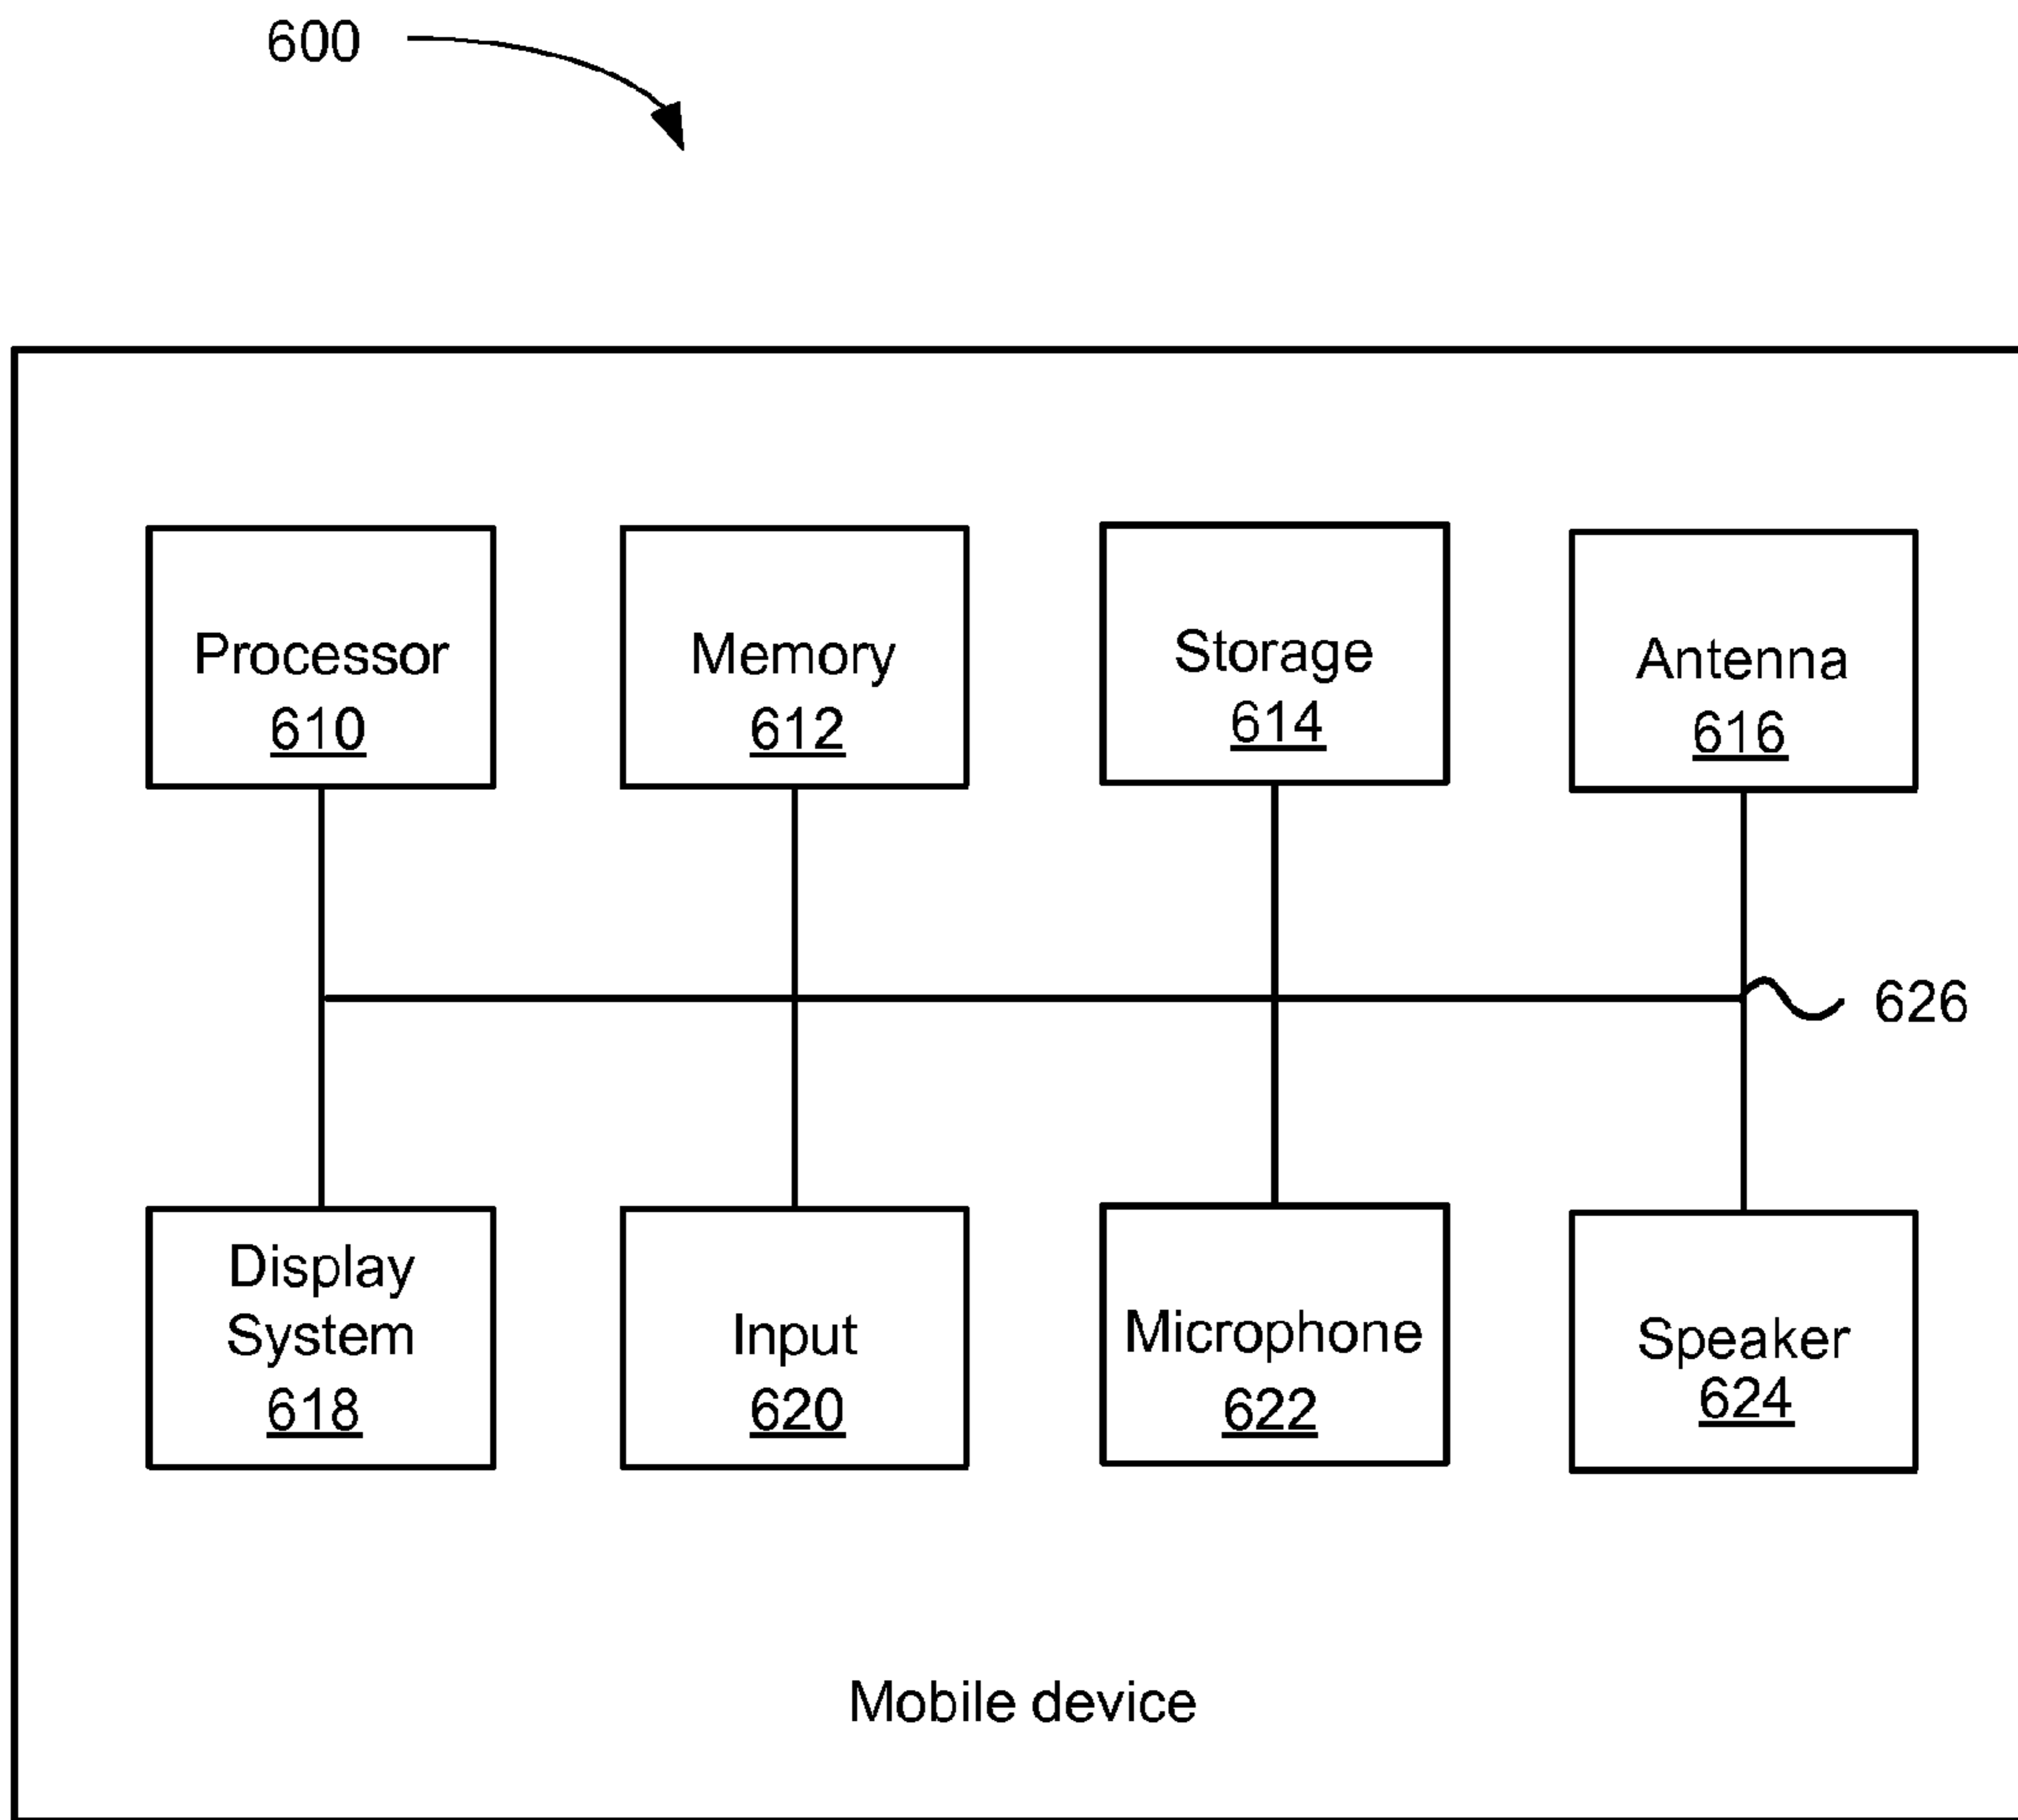 600
Processor
610
Memory
612
Storage
614
Antenna
616
626
Display
System
618
Input
620
Microphone
622
Speaker
624
Mobile device